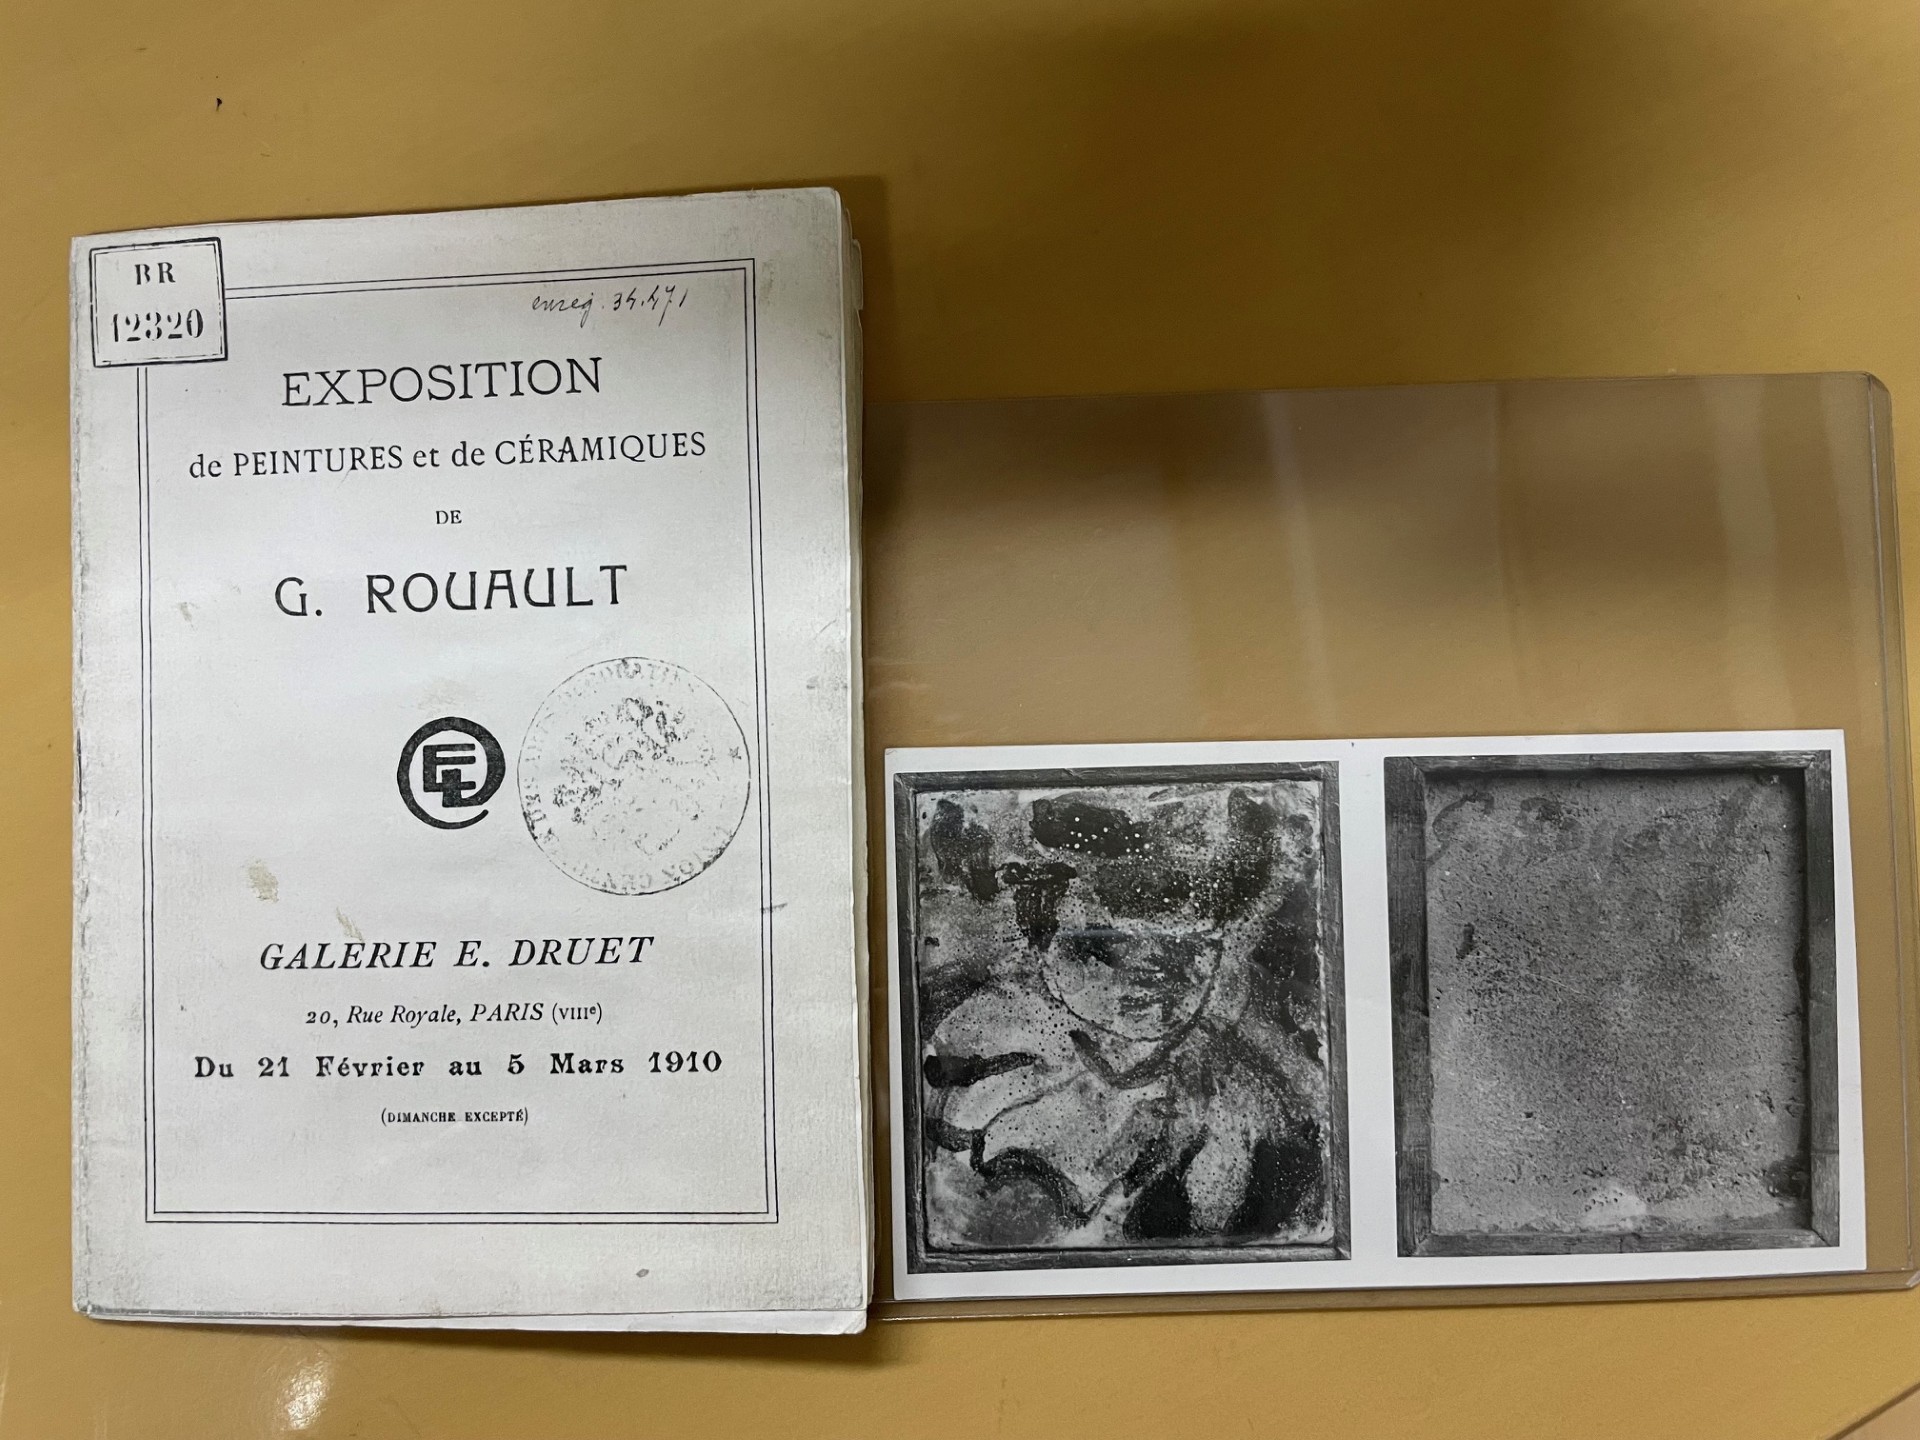 BR
12320
enreg. 34.471
EXPOSITION
de PEINTURES et de CÉRAMIQUES
DE
G. ROUAULT
GALERIE E. DRUET
20, Rue Royale, PARIS (VIIIe)
Du 21 Février au 5 Mars 1910
(DIMANCHE EXCEPTÉ)